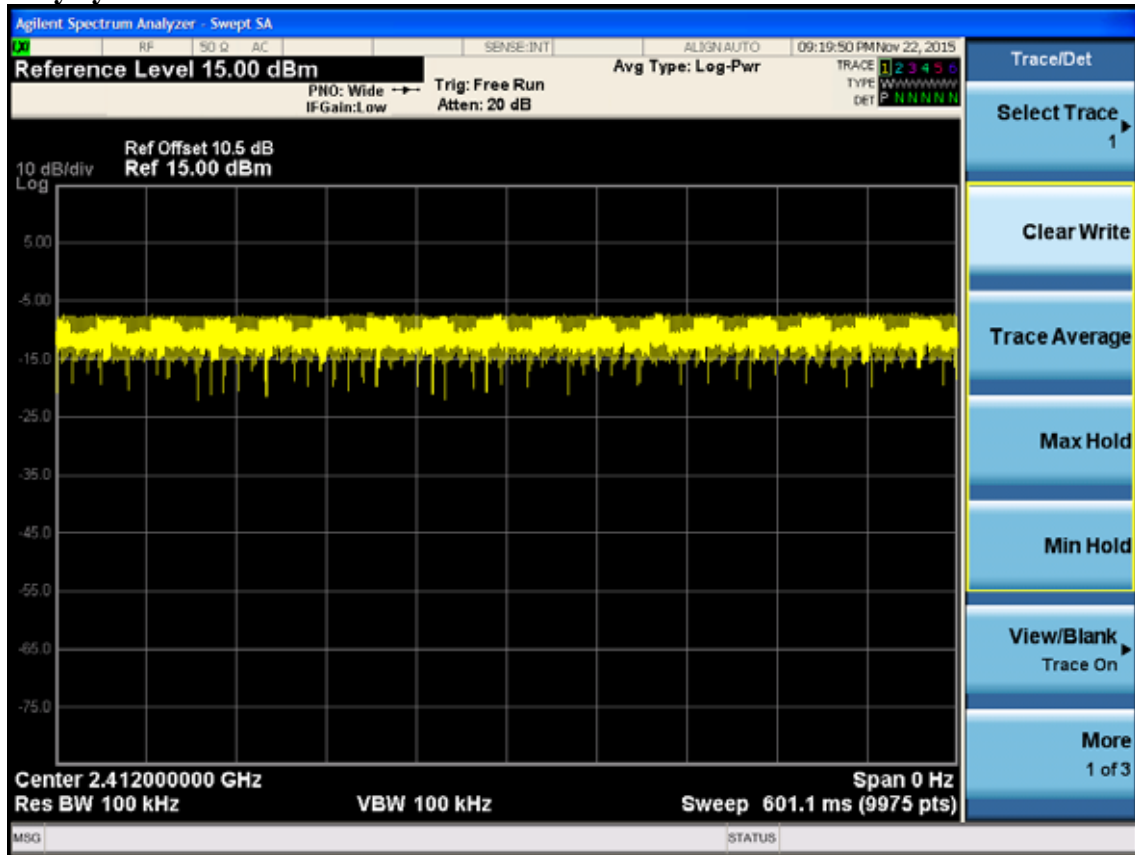 Agilent Spectrum Analyzer - Swept SA
RF 50 Ω AC SENSE:INT ALIGNAUTO 09:19:50 PMNov 22, 2015
Reference Level 15.00 dBm
PNO: Wide
IFGain:Low
Trig: Free Run
Atten: 20 dB
Avg Type: Log-Pwr
TRACE 1 2 3 4 5 6
TYPE WWWWWW
DET P N N N N N
Ref Offset 10.5 dB
10 dB/div Ref 15.00 dBm
Log
5.00
-5.00
-15.0
-25.0
-35.0
-45.0
-55.0
-65.0
-75.0
Center 2.412000000 GHz Span 0 Hz
Res BW 100 kHz VBW 100 kHz Sweep 601.1 ms (9975 pts)
MSG STATUS
Trace/Det
Select Trace
1
Clear Write
Trace Average
Max Hold
Min Hold
View/Blank
Trace On
More
1 of 3